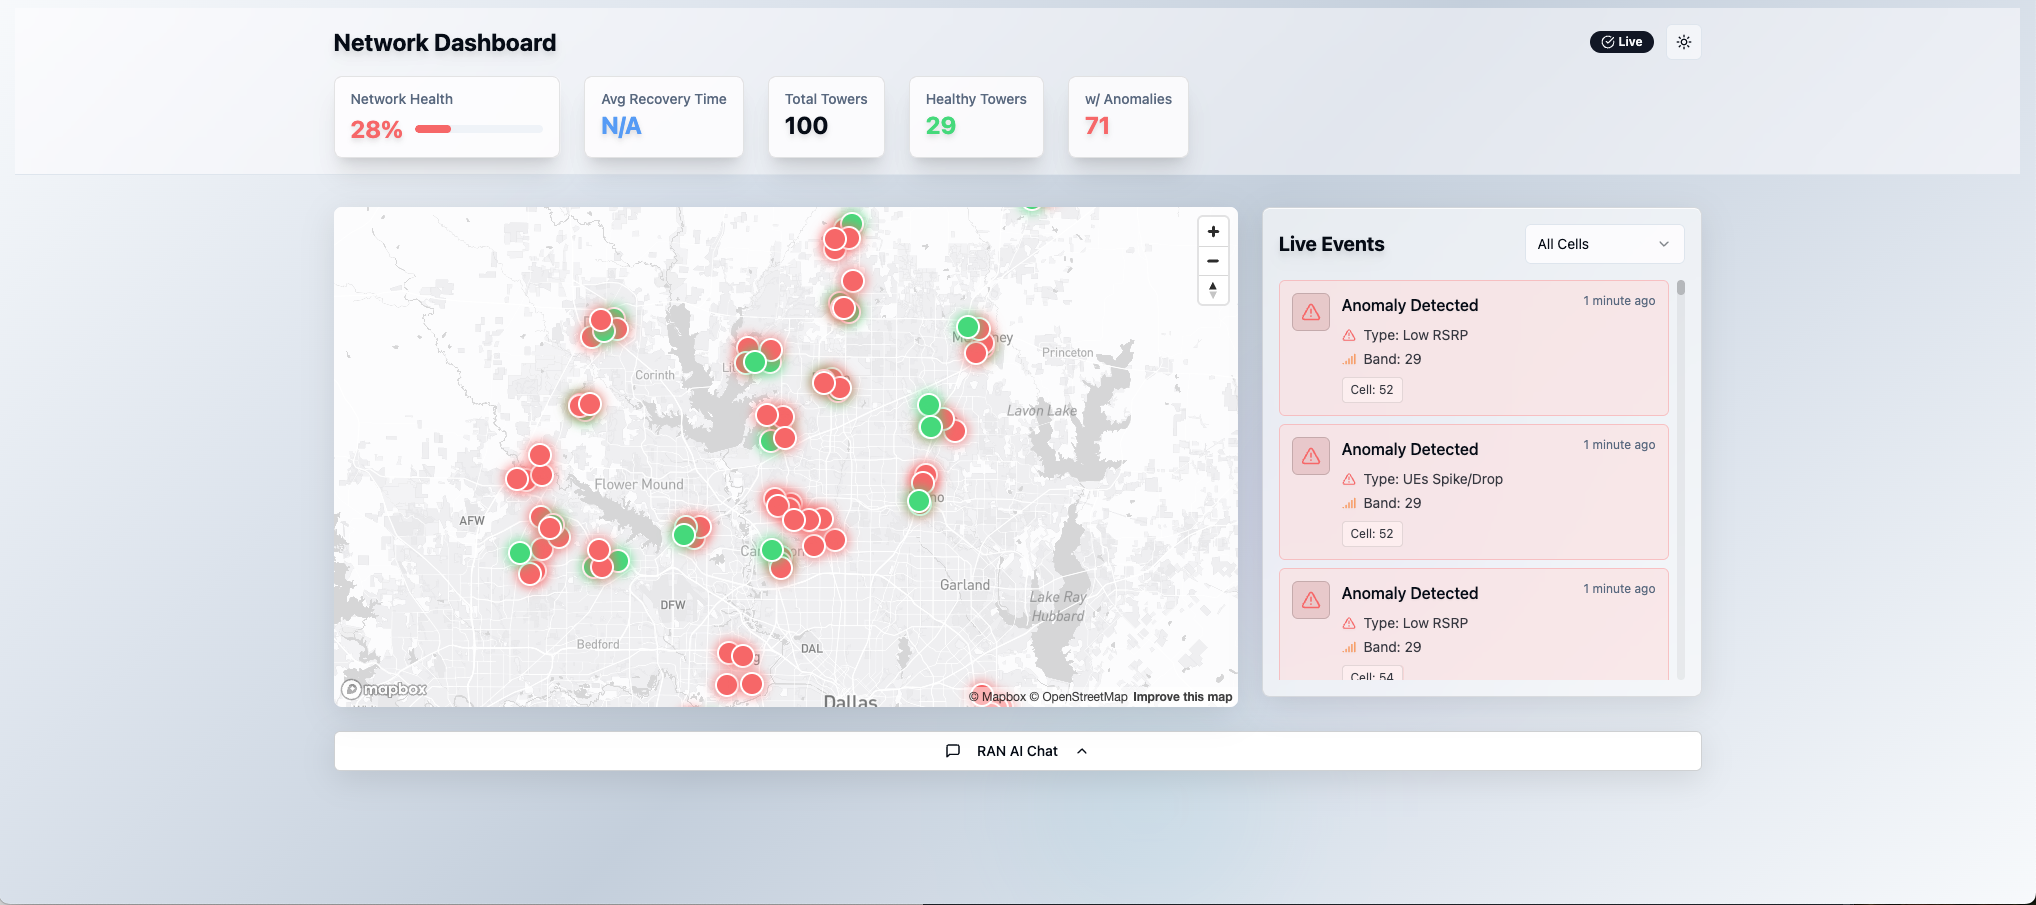 Network Dashboard
Live
Network Health
28%
Avg Recovery Time
N/A
Total Towers
100
Healthy Towers
29
w/ Anomalies
71
Princeton
Corinth
Lavon Lake
Flower Mound
AFW
Garland
Lake Ray
Hubbard
DFW
Bedford
DAL
Dallas
mapbox
© Mapbox © OpenStreetMap Improve this map
Live Events
All Cells
Anomaly Detected
1 minute ago
Type: Low RSRP
Band: 29
Cell: 52
Anomaly Detected
1 minute ago
Type: UEs Spike/Drop
Band: 29
Cell: 52
Anomaly Detected
1 minute ago
Type: Low RSRP
Band: 29
Cell: 54
RAN AI Chat